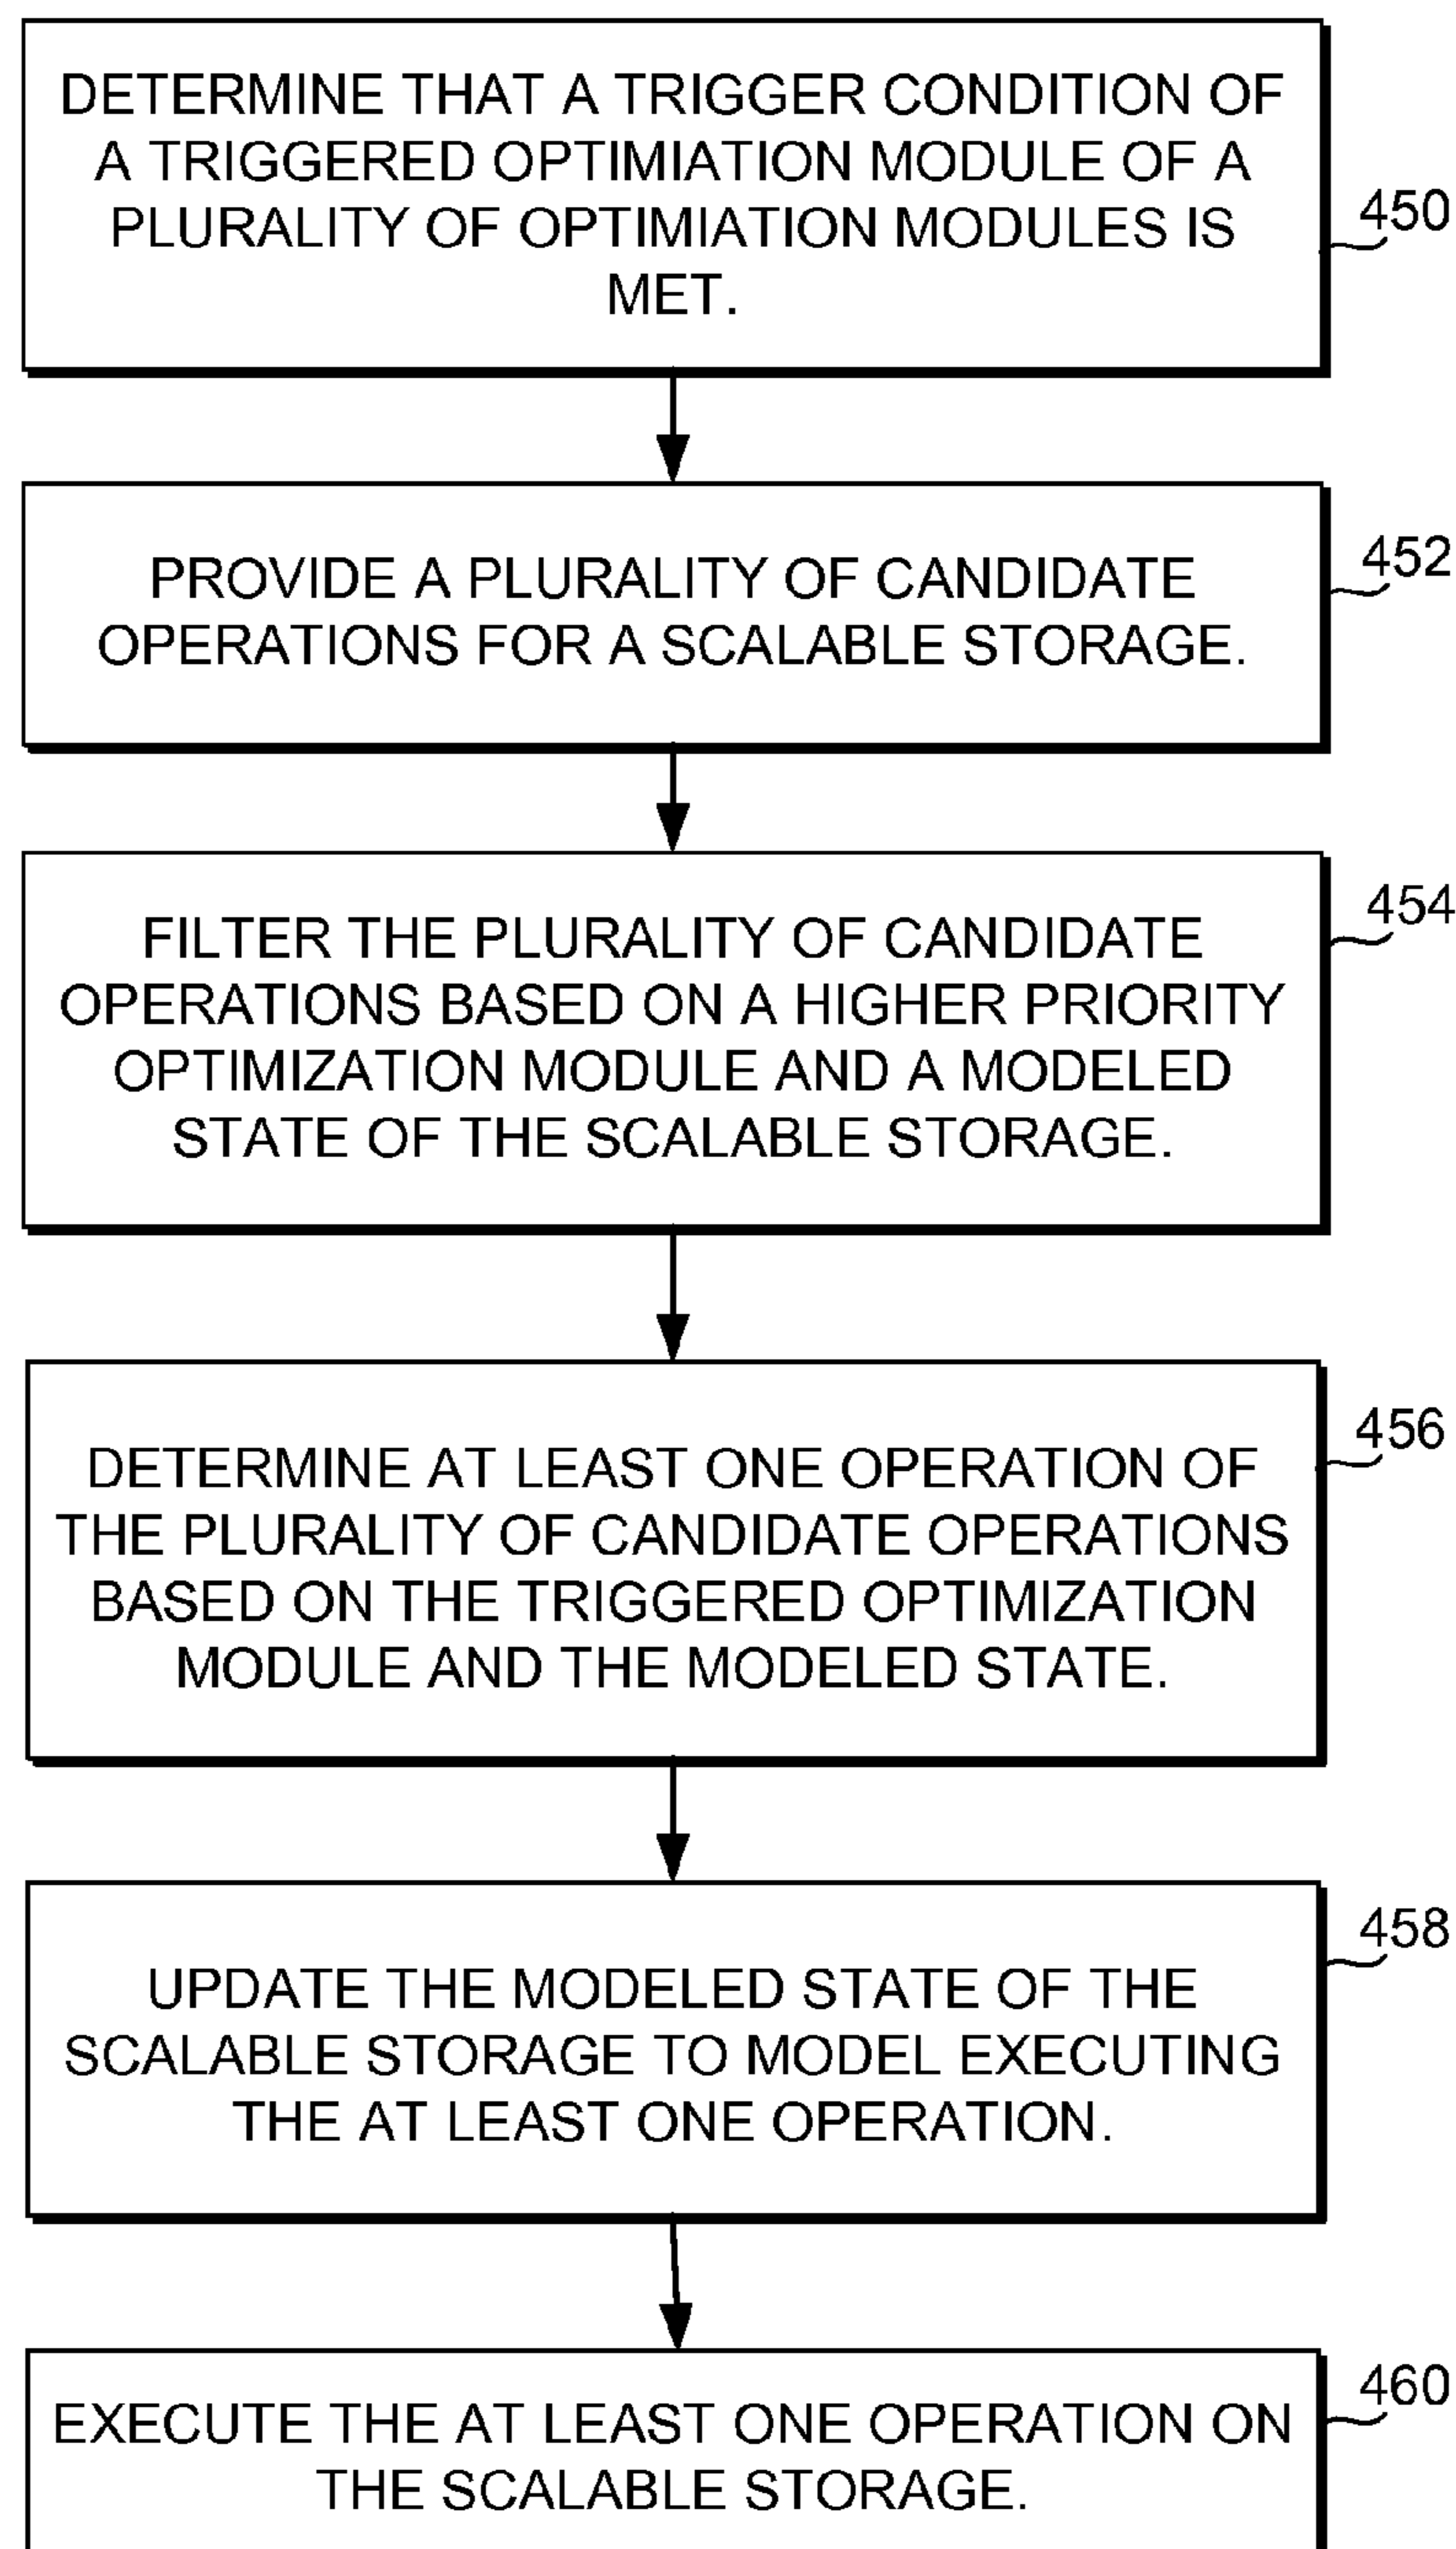 DETERMINE THAT A TRIGGER CONDITION OF
A TRIGGERED OPTIMIATION MODULE OF A
PLURALITY OF OPTIMIATION MODULES IS
MET.
450
PROVIDE A PLURALITY OF CANDIDATE
OPERATIONS FOR A SCALABLE STORAGE.
452
FILTER THE PLURALITY OF CANDIDATE
OPERATIONS BASED ON A HIGHER PRIORITY
OPTIMIZATION MODULE AND A MODELED
STATE OF THE SCALABLE STORAGE.
454
DETERMINE AT LEAST ONE OPERATION OF
THE PLURALITY OF CANDIDATE OPERATIONS
BASED ON THE TRIGGERED OPTIMIZATION
MODULE AND THE MODELED STATE.
456
UPDATE THE MODELED STATE OF THE
SCALABLE STORAGE TO MODEL EXECUTING
THE AT LEAST ONE OPERATION.
458
EXECUTE THE AT LEAST ONE OPERATION ON
THE SCALABLE STORAGE.
460